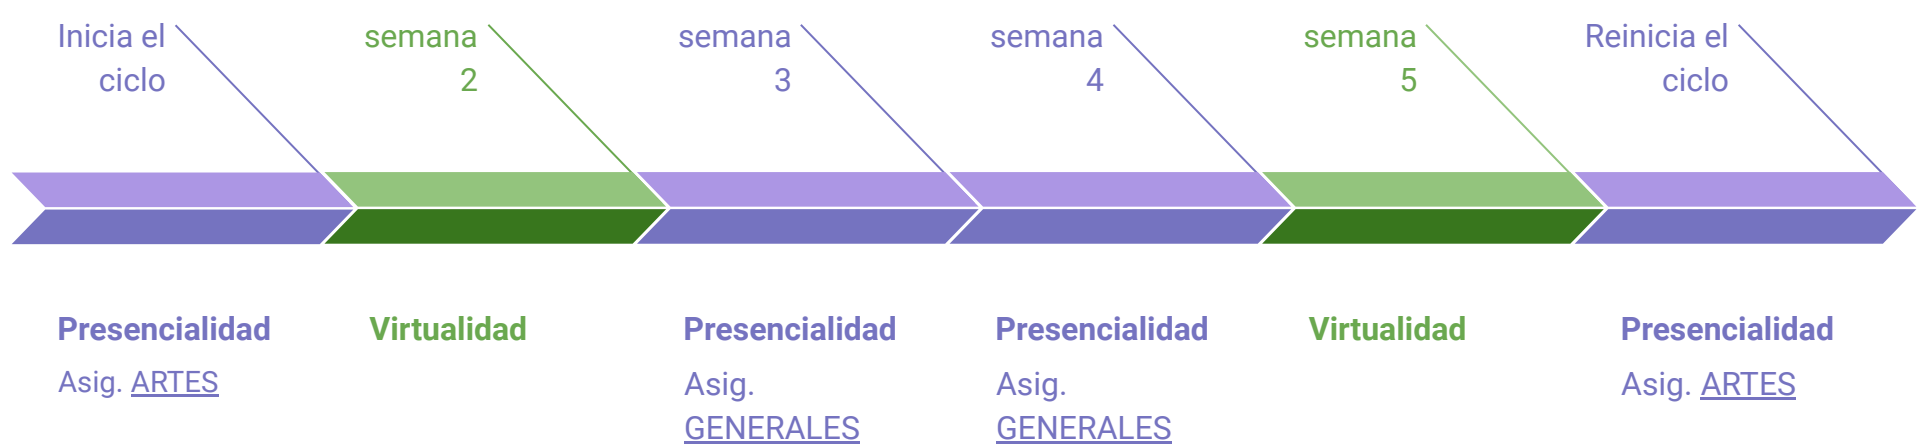 Inicia el
ciclo
semana
2
semana
3
semana
4
semana
5
Reinicia el
ciclo
Presencialidad
Asig. ARTES
Virtualidad
Presencialidad
Asig.
GENERALES
Presencialidad
Asig.
GENERALES
Virtualidad
Presencialidad
Asig. ARTES